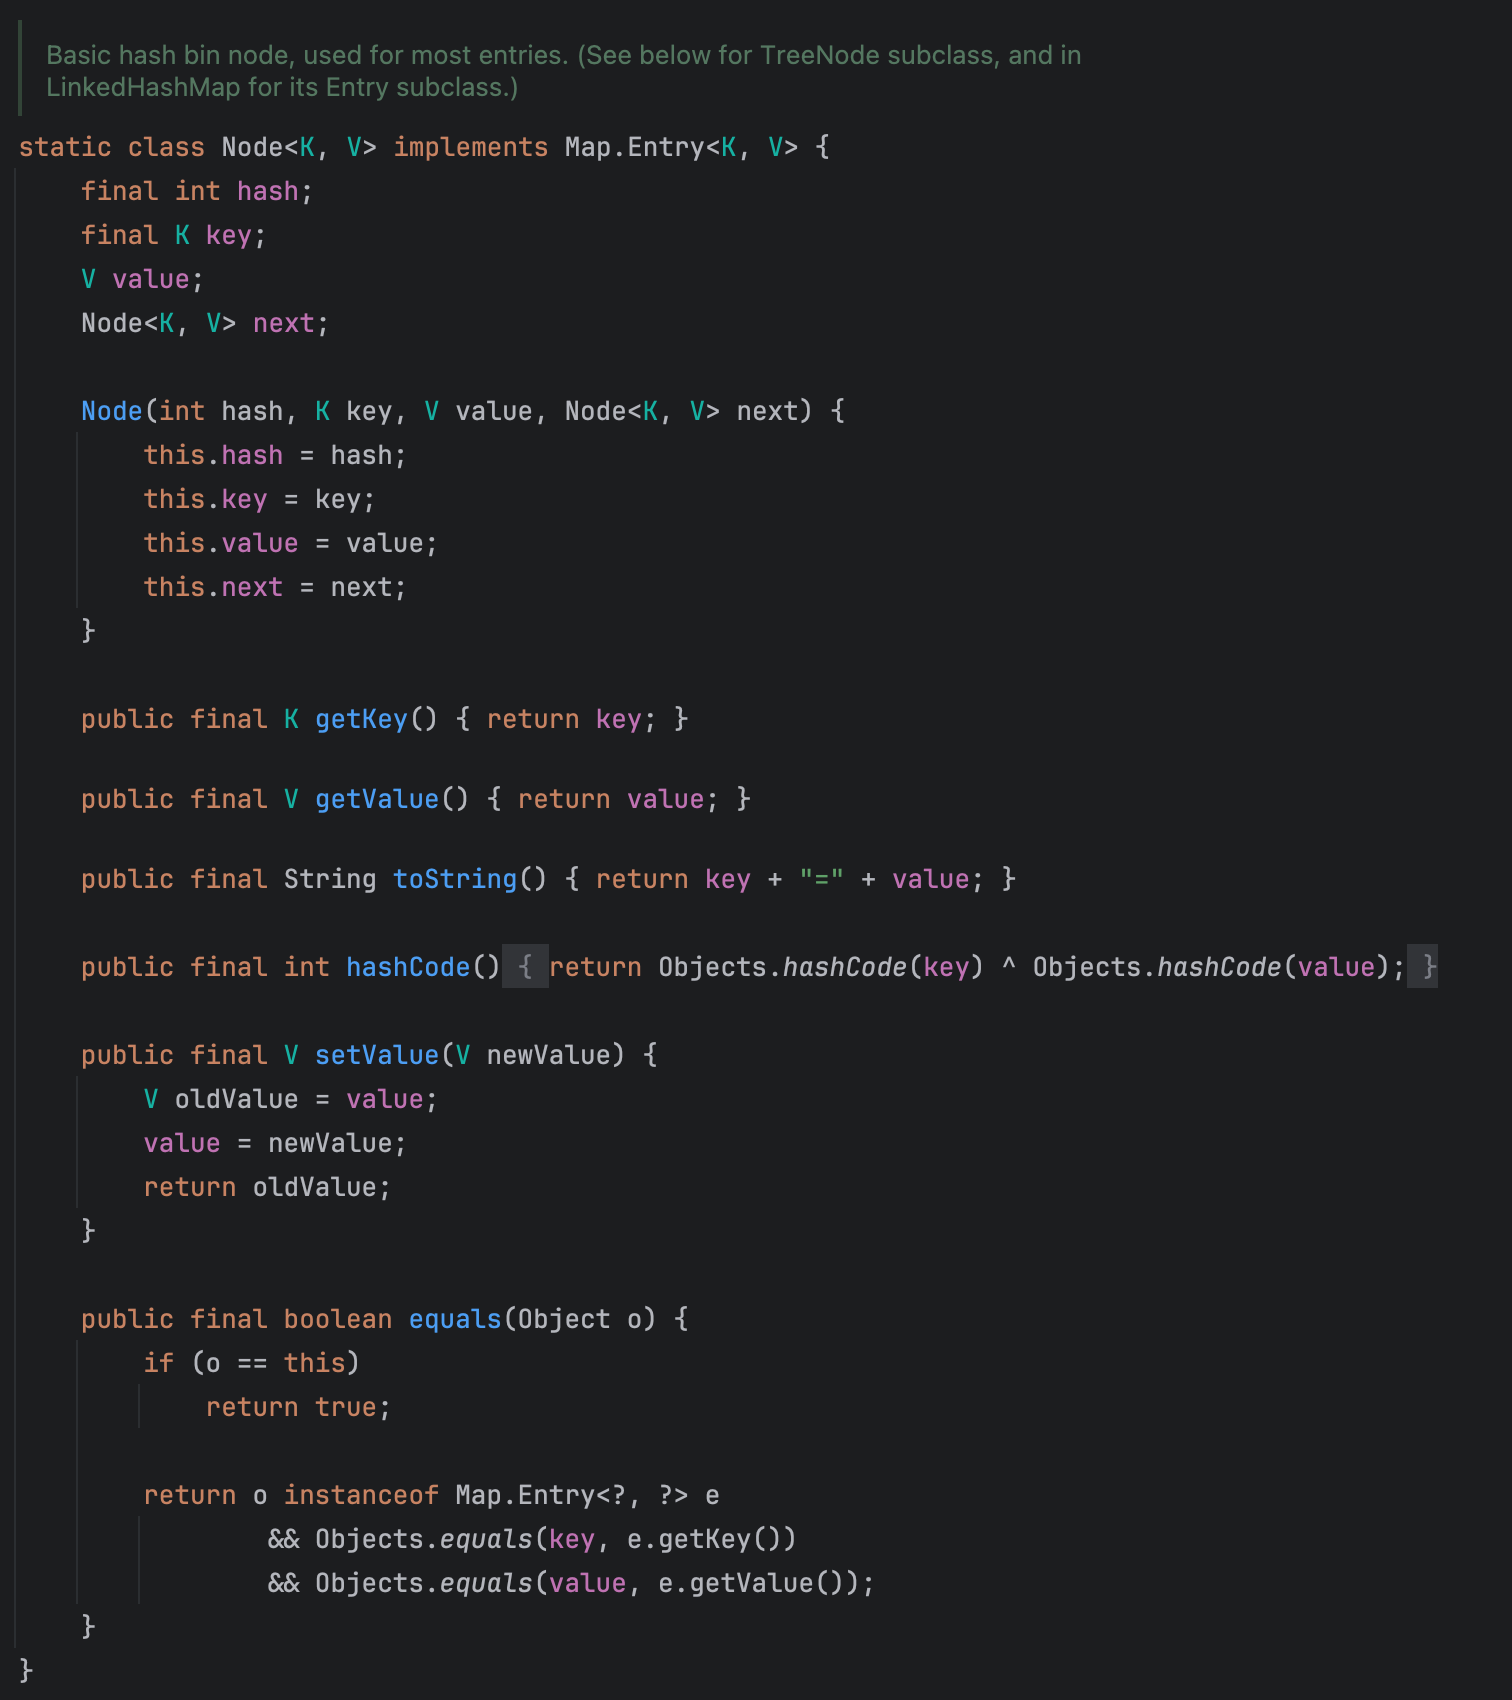 Basic hash bin node, used for most entries. (See below for TreeNode subclass, and in
LinkedHashMap for its Entry subclass.)
static class Node<K, V> implements Map.Entry<K, V> {
    final int hash;
    final K key;
    V value;
    Node<K, V> next;

    Node(int hash, K key, V value, Node<K, V> next) {
        this.hash = hash;
        this.key = key;
        this.value = value;
        this.next = next;
    }

    public final K getKey() { return key; }

    public final V getValue() { return value; }

    public final String toString() { return key + "=" + value; }

    public final int hashCode() { return Objects.hashCode(key) ^ Objects.hashCode(value); }

    public final V setValue(V newValue) {
        V oldValue = value;
        value = newValue;
        return oldValue;
    }

    public final boolean equals(Object o) {
        if (o == this)
            return true;

        return o instanceof Map.Entry<?, ?> e
                && Objects.equals(key, e.getKey())
                && Objects.equals(value, e.getValue());
    }
}